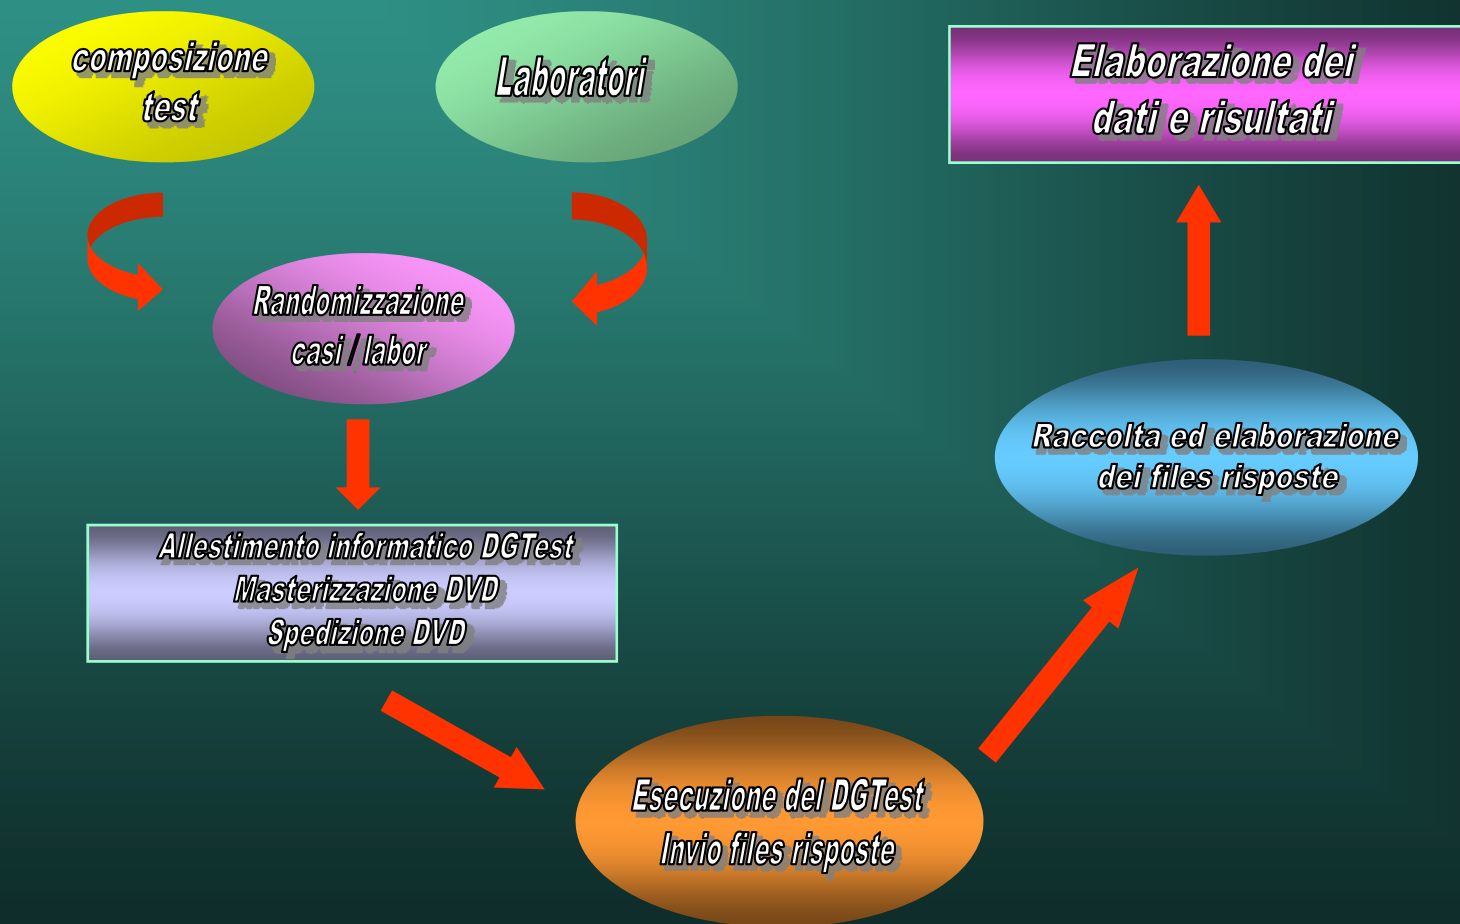 composizione
test
Laboratori
Elaborazione dei
dati e risultati
Randomizzazione
casi / labor
Raccolta ed elaborazione
dei files risposte
Allestimento informatico DGTest
Masterizzazione DVD
Spedizione DVD
Esecuzione del DGTest
Invio files risposte